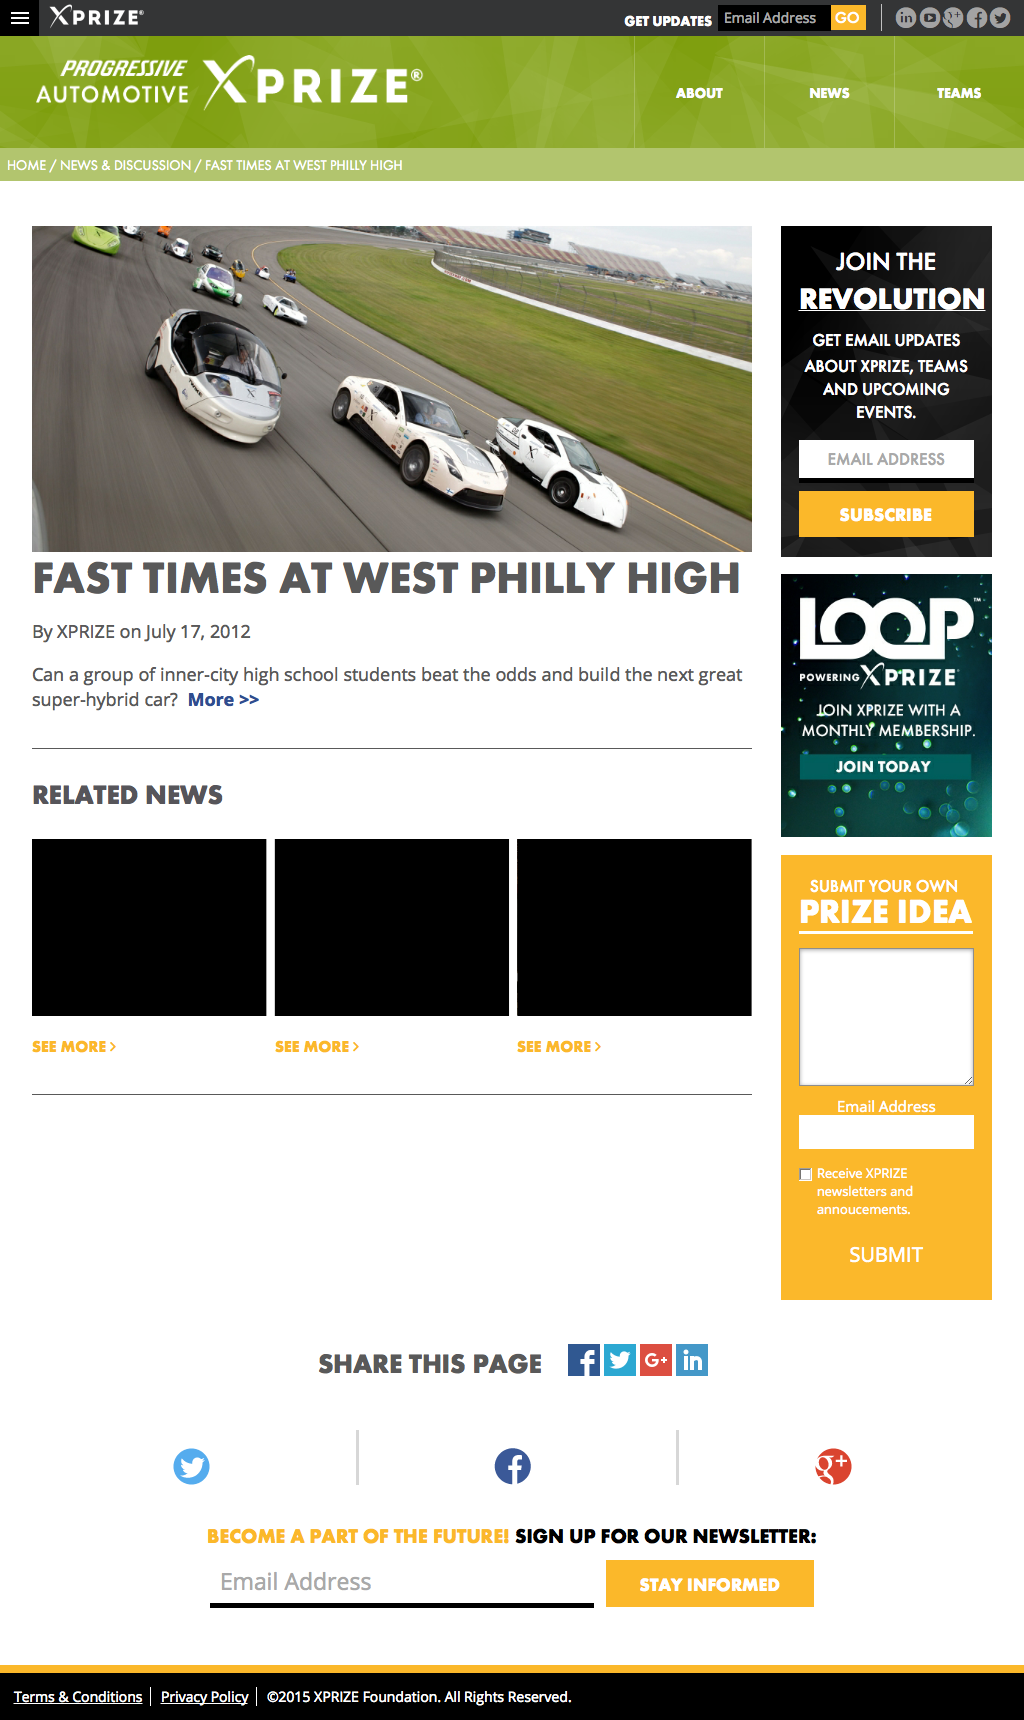 XPRIZE®
GET UPDATES
Email Address
GO
PROGRESSIVE
AUTOMOTIVE
XPRIZE®
ABOUT
NEWS
TEAMS
HOME / NEWS & DISCUSSION / FAST TIMES AT WEST PHILLY HIGH
FAST TIMES AT WEST PHILLY HIGH
By XPRIZE on July 17, 2012
Can a group of inner-city high school students beat the odds and build the next great
super-hybrid car?  More >>
RELATED NEWS
SEE MORE >
SEE MORE >
SEE MORE >
JOIN THE
REVOLUTION
GET EMAIL UPDATES
ABOUT XPRIZE, TEAMS
AND UPCOMING
EVENTS.
EMAIL ADDRESS
SUBSCRIBE
LOOP™
POWERING XPRIZE
JOIN XPRIZE WITH A
MONTHLY MEMBERSHIP.
JOIN TODAY
SUBMIT YOUR OWN
PRIZE IDEA
Email Address
Receive XPRIZE
newsletters and
annoucements.
SUBMIT
SHARE THIS PAGE
BECOME A PART OF THE FUTURE! SIGN UP FOR OUR NEWSLETTER:
Email Address
STAY INFORMED
Terms & Conditions
Privacy Policy
©2015 XPRIZE Foundation. All Rights Reserved.